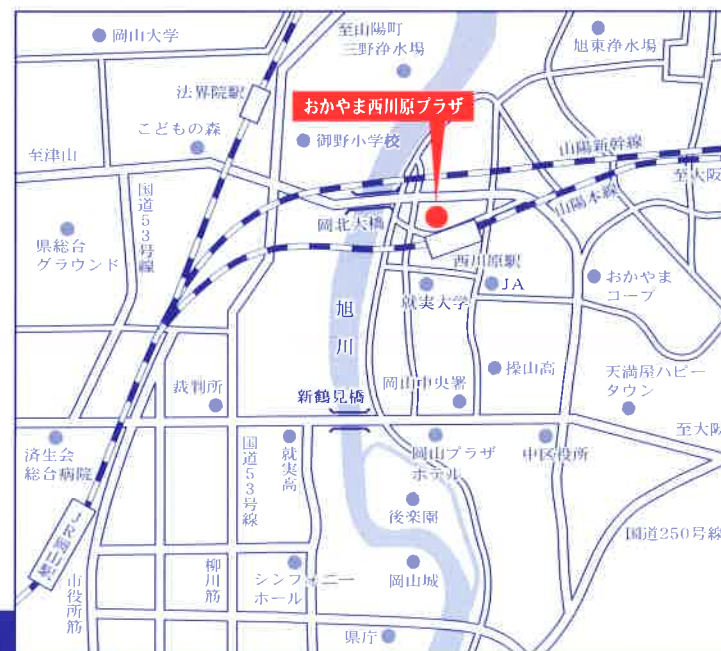 岡山大学
至山陽町
三野浄水場
旭東浄水場
法界院駅
おかやま西川原プラザ
こどもの森
御野小学校
山陽新幹線
至津山
至大阪
国道53号線
山陽本線
岡北大橋
県総合
グラウンド
西川原駅
おかやま
コープ
JA
就実大学
旭川
裁判所
新鶴見橋
岡山中央署
操山高
天満屋ハピー
タウン
至大阪
済生会
総合病院
国道53号線
就実高
岡山プラザ
ホテル
中区役所
後楽園
国道250号線
JR岡山駅
市役所筋
柳川筋
シンフォニー
ホール
岡山城
県庁